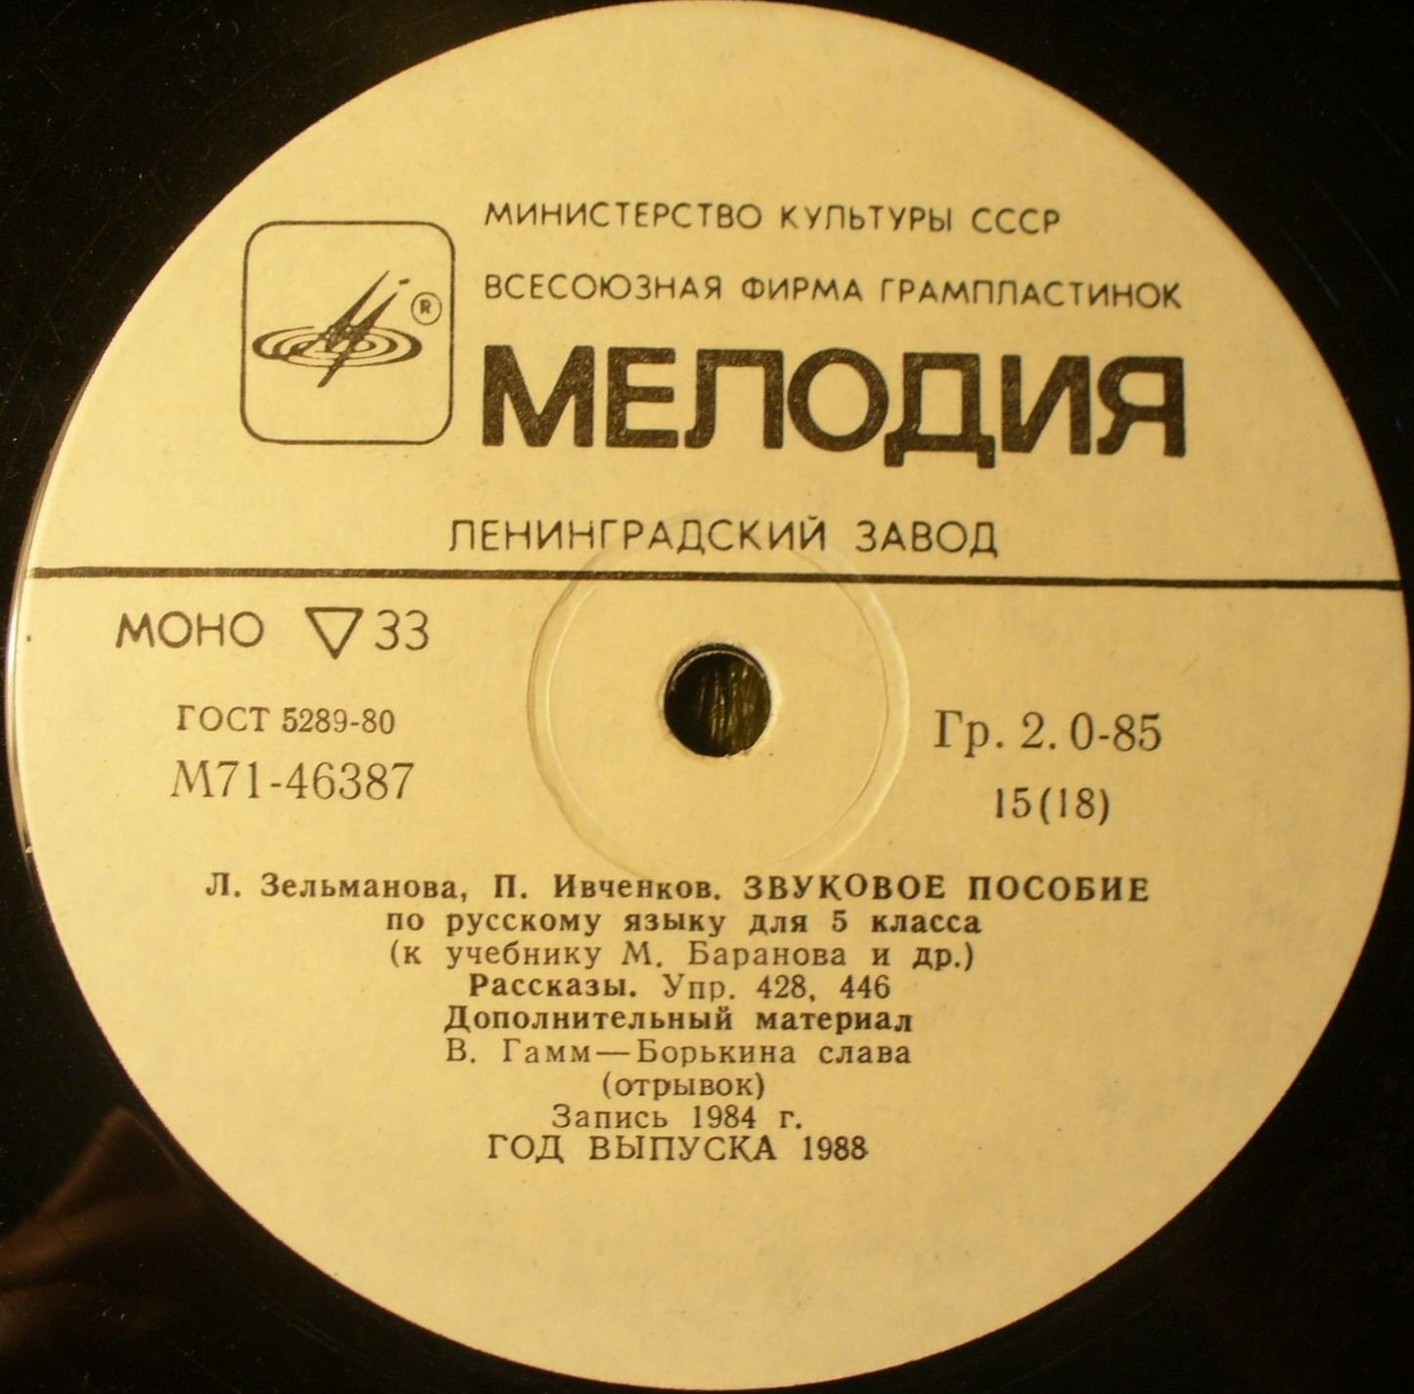 МИНИСТЕРСТВО КУЛЬТУРЫ СССР
ВСЕСОЮЗНАЯ ФИРМА ГРАМПЛАСТИНОК
®
МЕЛОДИЯ
ЛЕНИНГРАДСКИЙ ЗАВОД
МОНО ▽33
ГОСТ 5289-80
М71-46387
Гр. 2. 0-85
15(18)
Л. Зельманова, П. Ивченков. ЗВУКОВОЕ ПОСОБИЕ
по русскому языку для 5 класса
(к учебнику М. Баранова и др.)
Рассказы. Упр. 428, 446
Дополнительный материал
В. Гамм—Борькина слава
(отрывок)
Запись 1984 г.
ГОД ВЫПУСКА 1988